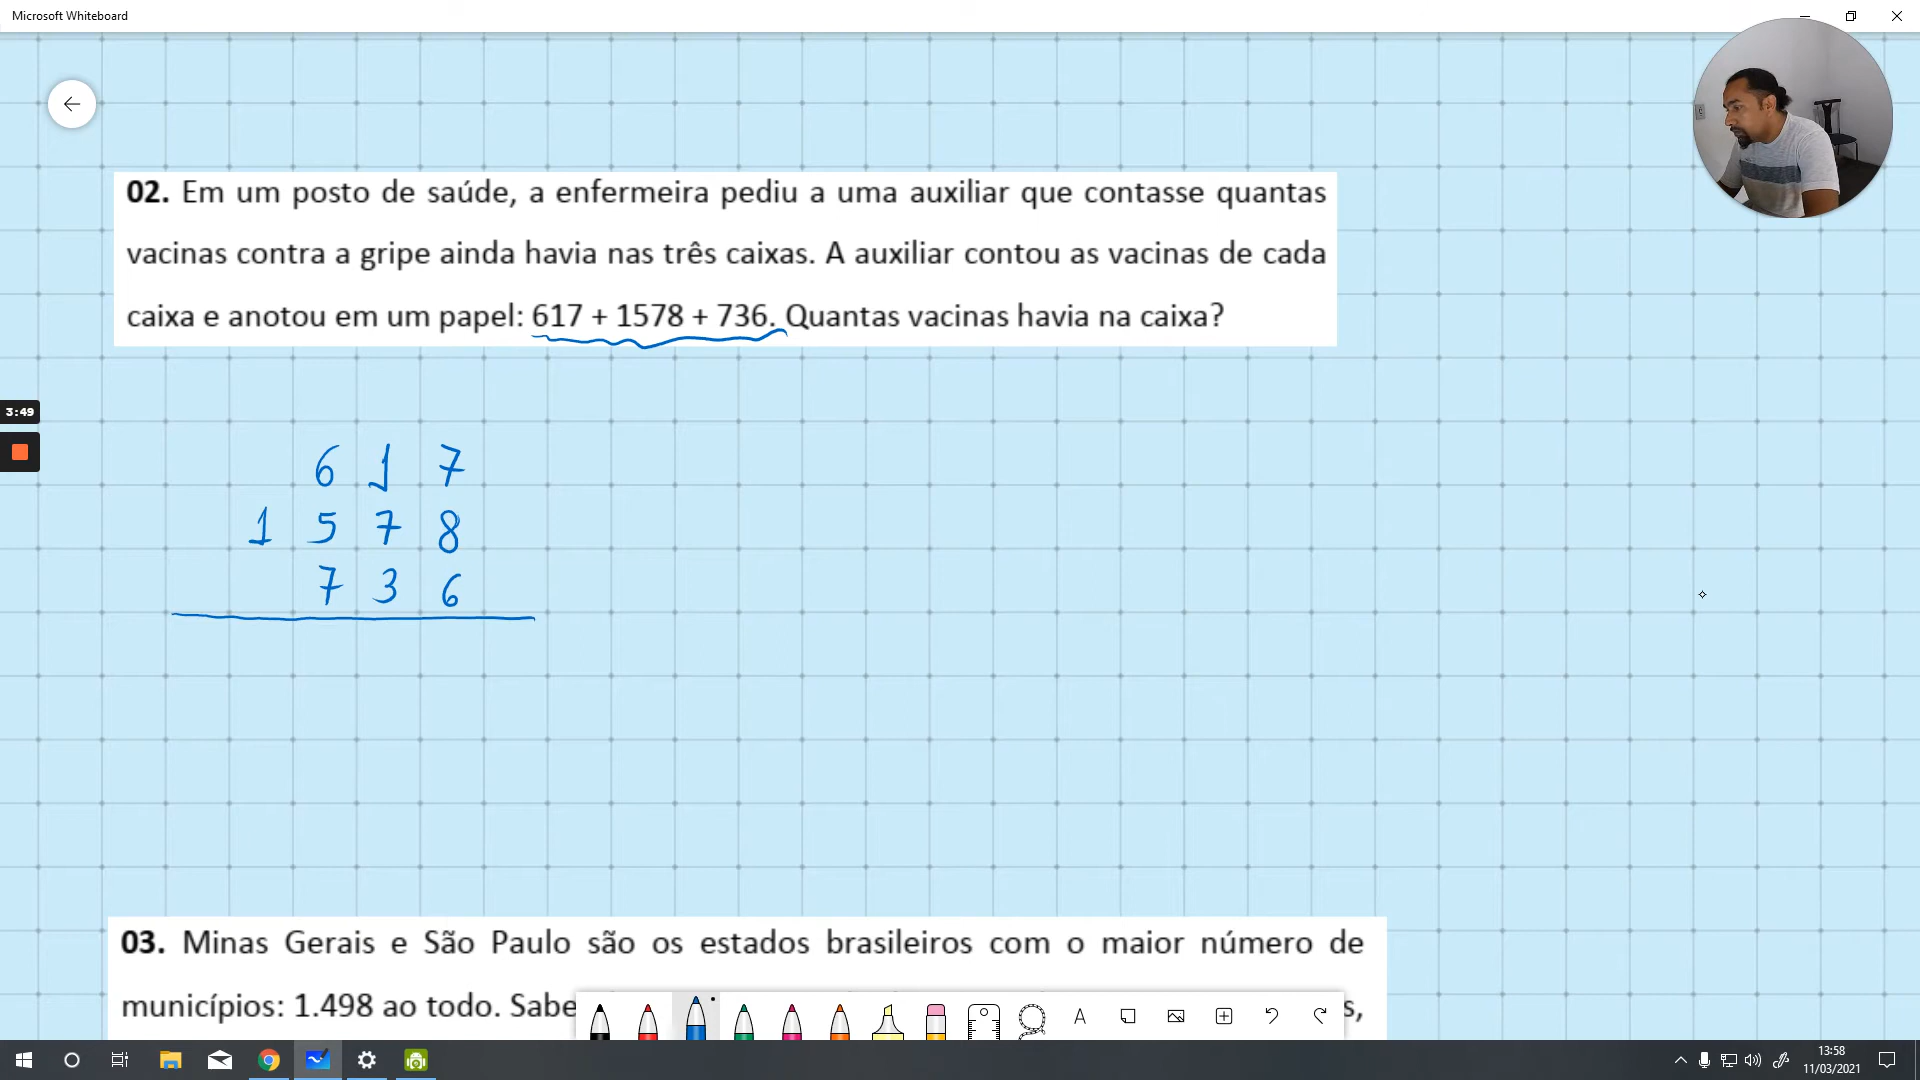 Microsoft Whiteboard
02. Em um posto de saúde, a enfermeira pediu a uma auxiliar que contasse quantas
vacinas contra a gripe ainda havia nas três caixas. A auxiliar contou as vacinas de cada
caixa e anotou em um papel: 617 + 1578 + 736. Quantas vacinas havia na caixa?
3:49
6 1 7
1 5 7 8
7 3 6
03. Minas Gerais e São Paulo são os estados brasileiros com o maior número de
municípios: 1.498 ao todo. Sabe
s,
A
13:58
11/03/2021